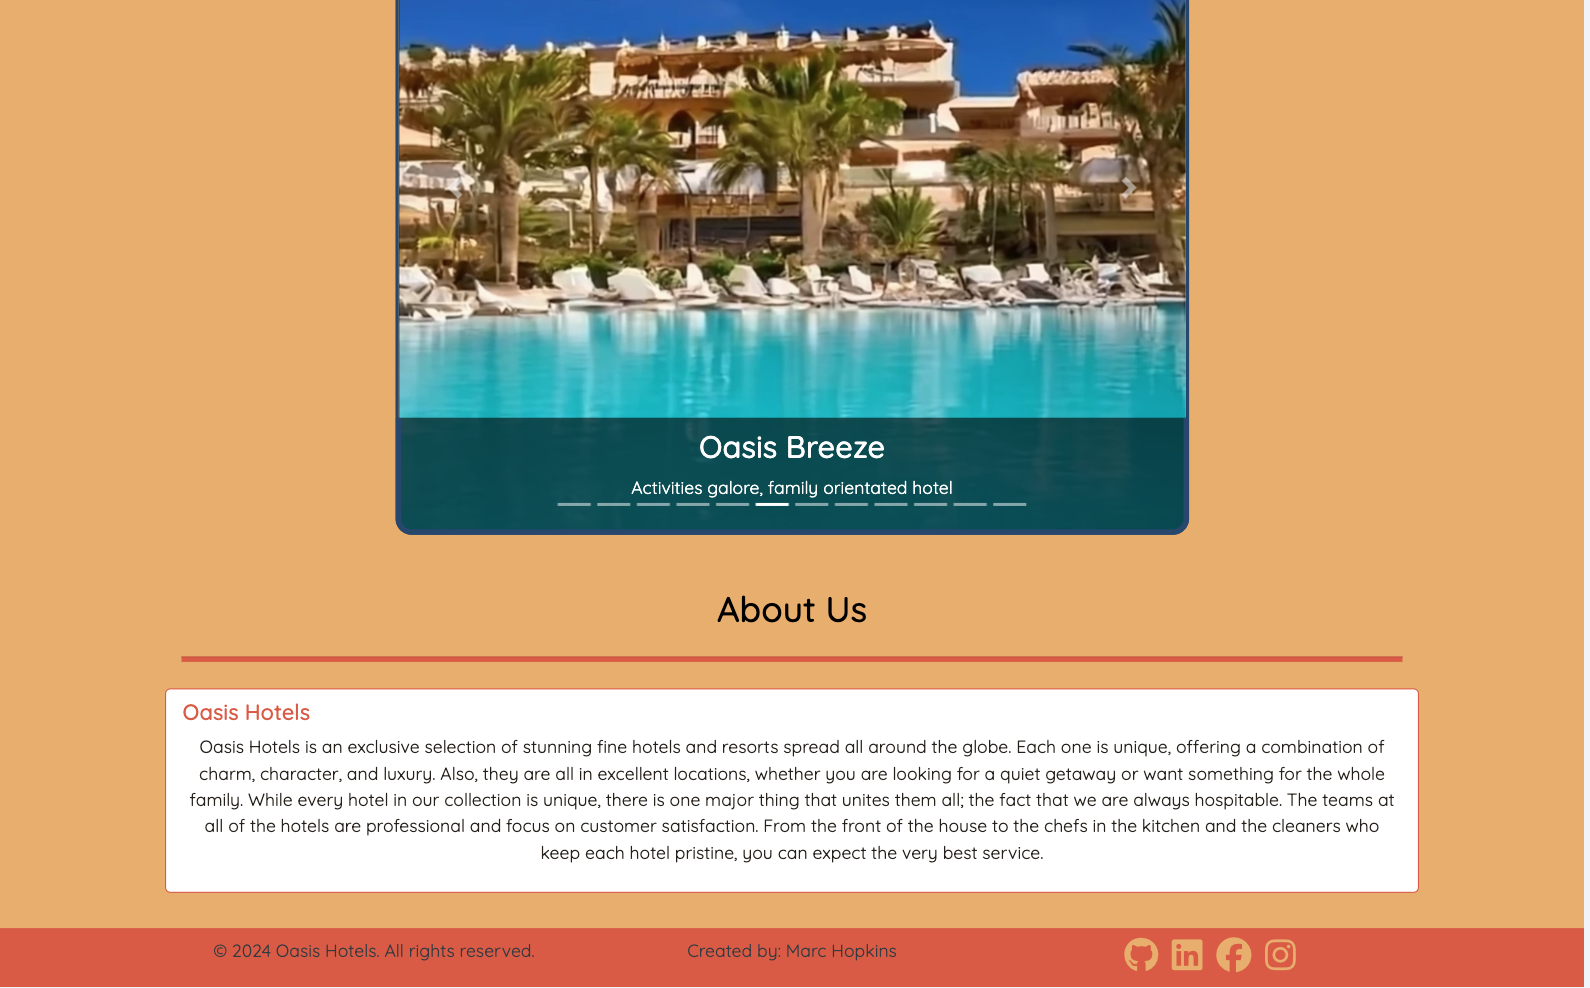 Oasis Breeze
Activities galore, family orientated hotel
About Us
Oasis Hotels
Oasis Hotels is an exclusive selection of stunning fine hotels and resorts spread all around the globe. Each one is unique, offering a combination of
charm, character, and luxury. Also, they are all in excellent locations, whether you are looking for a quiet getaway or want something for the whole
family. While every hotel in our collection is unique, there is one major thing that unites them all; the fact that we are always hospitable. The teams at
all of the hotels are professional and focus on customer satisfaction. From the front of the house to the chefs in the kitchen and the cleaners who
keep each hotel pristine, you can expect the very best service.
© 2024 Oasis Hotels. All rights reserved.
Created by: Marc Hopkins